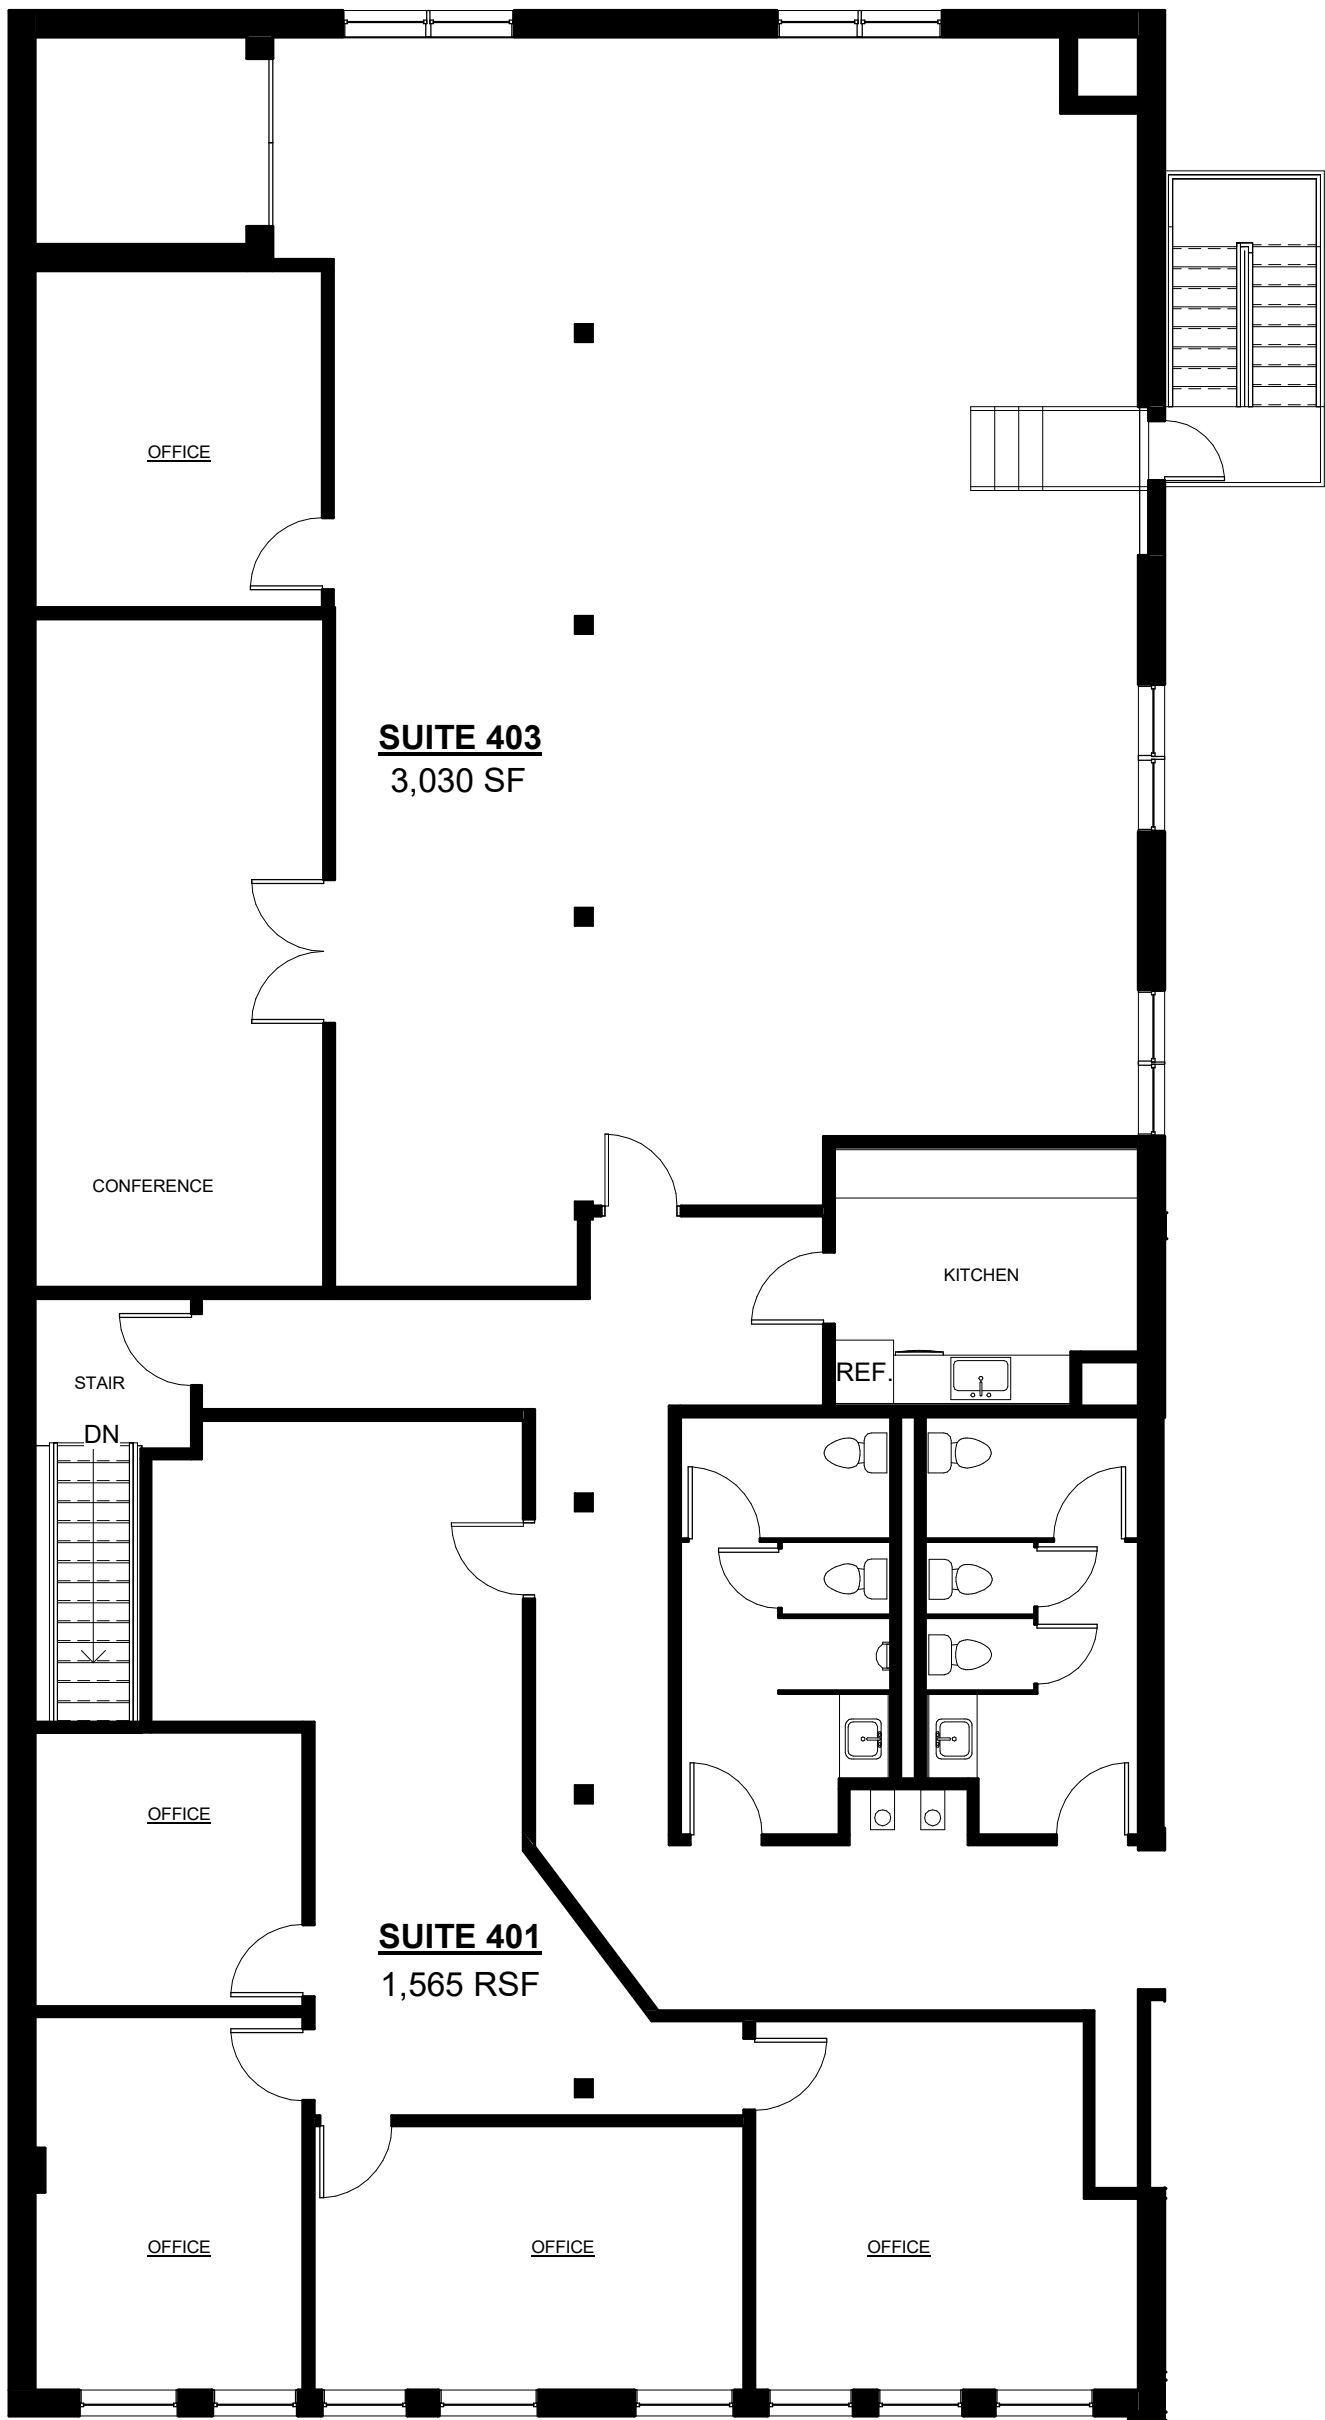 OFFICE
SUITE 403
3,030 SF
CONFERENCE
KITCHEN
STAIR
REF.
DN
OFFICE
SUITE 401
1,565 RSF
OFFICE
OFFICE
OFFICE